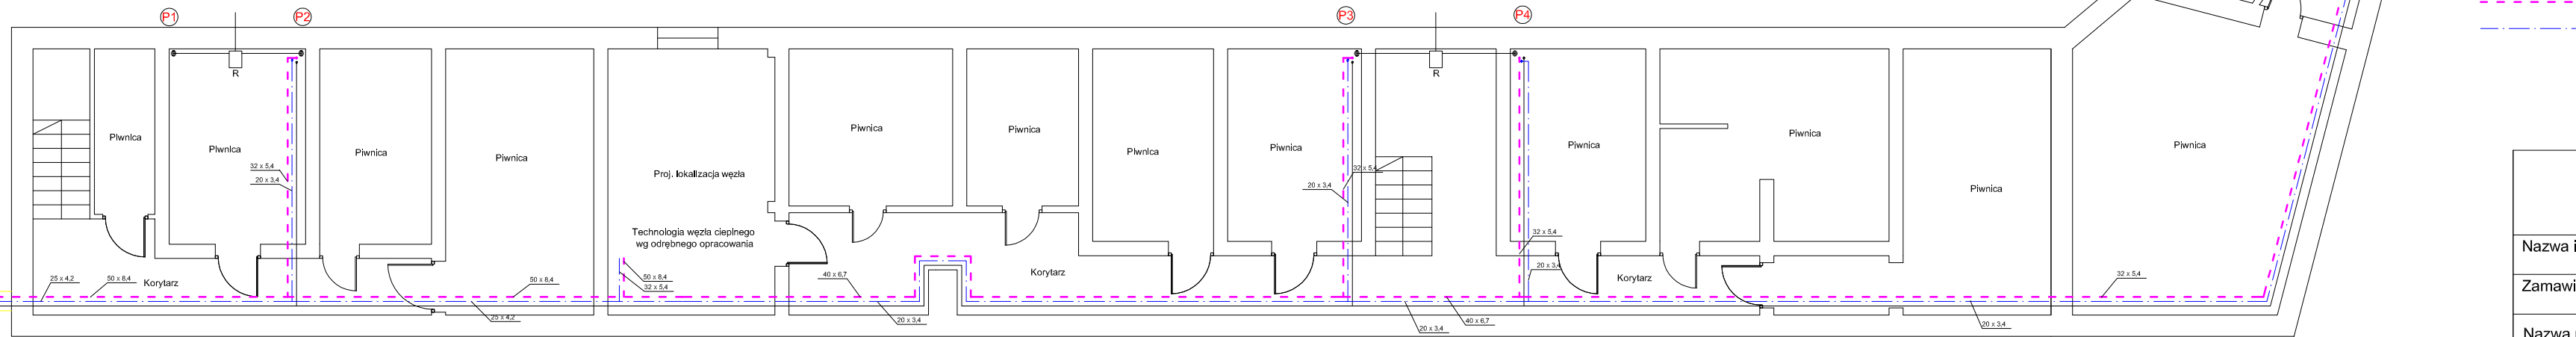 P1
P2
P3
P4
R
R
Piwnica
Piwnica
Piwnica
Piwnica
Proj. lokalizacja węzła
Piwnica
Piwnica
Piwnica
Piwnica
Piwnica
Piwnica
Piwnica
Piwnica
32 x 5,4
20 x 3,4
32 x 5,4
20 x 3,4
Technologia węzła cieplnego
wg odrębnego opracowania
32 x 5,4
20 x 3,4
25 x 4,2
50 x 8,4
Korytarz
50 x 8,4
50 x 8,4
32 x 5,4
40 x 6,7
Korytarz
Korytarz
32 x 5,4
25 x 4,2
20 x 3,4
20 x 3,4
40 x 6,7
20 x 3,4
Nazwa i
Zamawi
Nazwa